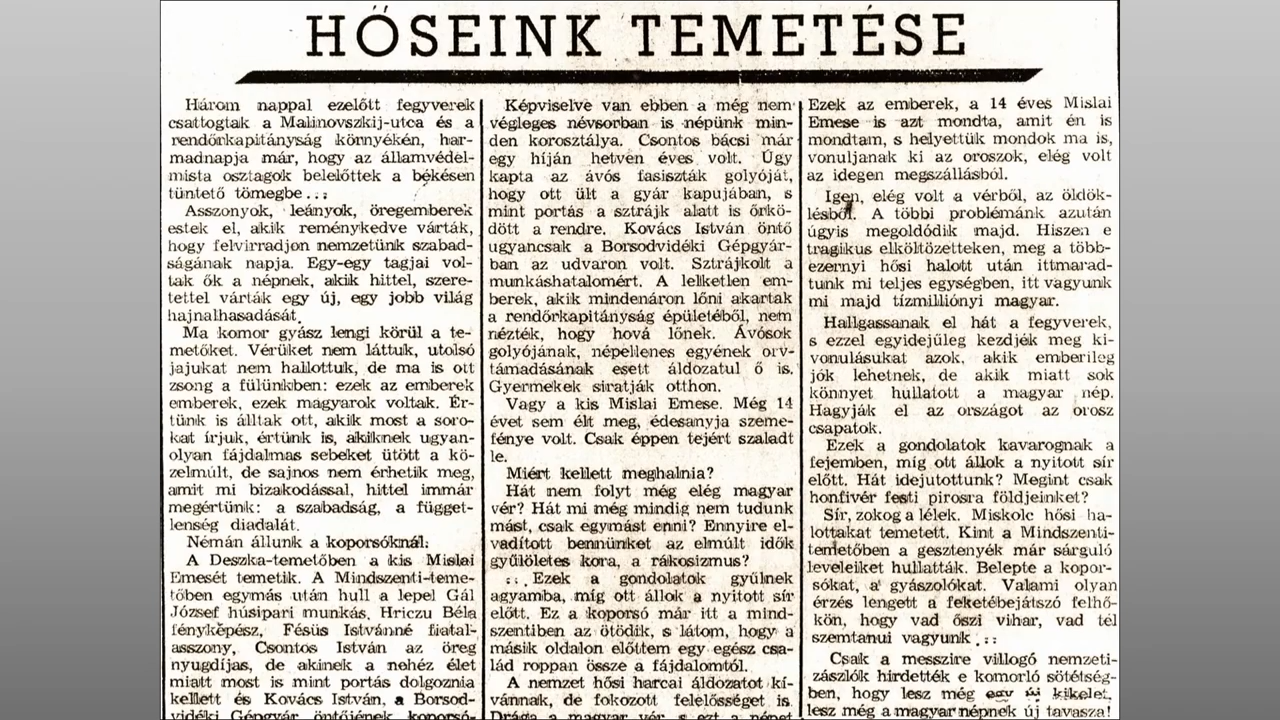 HŐSEINK TEMETÉSE
Három nappal ezelőtt fegyverek
csattogtak a Malinovszkij-utca és a
rendőrkapitányság környékén, har-
madnapja már, hogy az államvédel-
mista osztagok belelőttek a békésen
tüntető tömegbe...
Asszonyok, leányok, öregemberek
estek el, akik reménykedve várták,
hogy felvirradjon nemzetünk szabad-
ságának napja. Egy-egy tagjai vol-
tak ők a népnek, akik hittel, szere-
tettel várták egy új, egy jobb világ
hajnalhasadását.
Ma komor gyász lengi körül a te-
metőket. Vérüket nem láttuk, utolsó
jajukat nem hallottuk, de ma is ott
zsong a fülünkben: ezek az emberek
emberek, ezek magyarok voltak. Ér-
tünk is álltak ott, akik most a soro-
kat írjuk, értünk is, akiknek ugyan-
olyan fájdalmas sebeket ütött a kö-
zelmúlt, de sajnos nem érhetik meg,
amit mi bizakodással, hittel immár
megértünk: a szabadság, a függet-
lenség diadalát.
Némán állunk a koporsóknál:
A Deszka-temetőben a kis Mislai
Emesét temetik. A Mindszenti-teme-
tőben egymás után hull a lepel Gál
József húsipari munkás, Hriczu Béla
fényképész, Fésüs Istvánné fiatal-
asszony, Csontos István az öreg
nyugdíjas, de akinek a nehéz élet
miatt most is mint portás dolgoznia
kellett és Kovács István, a Borsod-
vidéki Gépgyár öntőjének koporsó-
Képviselve van ebben a még nem
végleges névsorban is népünk min-
den korosztálya. Csontos bácsi már
egy híján hetven éves volt. Úgy
kapta az ávós fasiszták golyóját,
hogy ott ült a gyár kapujában, s
mint portás a sztrájk alatt is őrkö-
dött a rendre. Kovács István öntő
ugyancsak a Borsodvidéki Gépgyár-
ban az udvaron volt. Sztrájkolt a
munkáshatalomért. A lelketlen em-
berek, akik mindenáron lőni akartak
a rendőrkapitányság épületéből, nem
nézték, hogy hová lőnek. Ávósok
golyójának, népellenes egyének orv-
támadásának esett áldozatul ő is.
Gyermekek siratják otthon.
Vagy a kis Mislai Emese. Még 14
évet sem élt meg, édesanyja szeme-
fénye volt. Csak éppen tejért szaladt
le.
Miért kellett meghalnia?
Hát nem folyt még elég magyar
vér? Hát mi még mindig nem tudunk
mást, csak egymást enni? Ennyire el-
vadított bennünket az elmúlt idők
gyűlöletes kora, a rákosizmus?
... Ezek a gondolatok gyűlnek
agyamba, míg ott állok a nyitott sír
előtt. Ez a koporsó már itt a mind-
szentiben az ötödik, s látom, hogy a
másik oldalon előttem egy egész csa-
lád roppan össze a fájdalomtól.
A nemzet hősi harcai áldozatot kí-
vánnak, de fokozott felelősséget is.
Drága a magyar vér, s ezt a népet
Ezek az emberek, a 14 éves Mislai
Emese is azt mondta, amit én is
mondtam, s helyettük mondok ma is,
vonuljanak ki az oroszok, elég volt
az idegen megszállásból.
Igen, elég volt a vérből, az öldök-
lésből. A többi problémánk azután
úgyis megoldódik majd. Hiszen e
tragikus elköltözetteken, meg a több-
ezernyi hősi halott után ittmarad-
tunk mi teljes egységben, itt vagyunk
mi majd tízmilliónyi magyar.
Hallgassanak el hát a fegyverek,
s ezzel egyidejűleg kezdjék meg ki-
vonulásukat azok, akik emberileg
jók lehetnek, de akik miatt sok
könnyet hullatott a magyar nép.
Hagyják el az országot az orosz
csapatok.
Ezek a gondolatok kavarognak a
fejemben, míg ott állok a nyitott sír
előtt. Hát idejutottunk? Megint csak
honfivér festi pirosra földjeinket?
Sír, zokog a lélek. Miskolc hősi ha-
lottakat temetett. Kint a Mindszenti-
temetőben a gesztenyék már sárguló
leveleiket hullatták. Belepte a kopor-
sókat, a gyászolókat. Valami olyan
érzés lengett a feketébejátszó felhő-
kön, hogy vad őszi vihar, vad tél
szemtanui vagyunk...
Csak a messzire villogó nemzeti-
zászlók hirdették e komorló sötétség-
ben, hogy lesz még egy új kikelet,
lesz még a magyar népnek új tavasza!